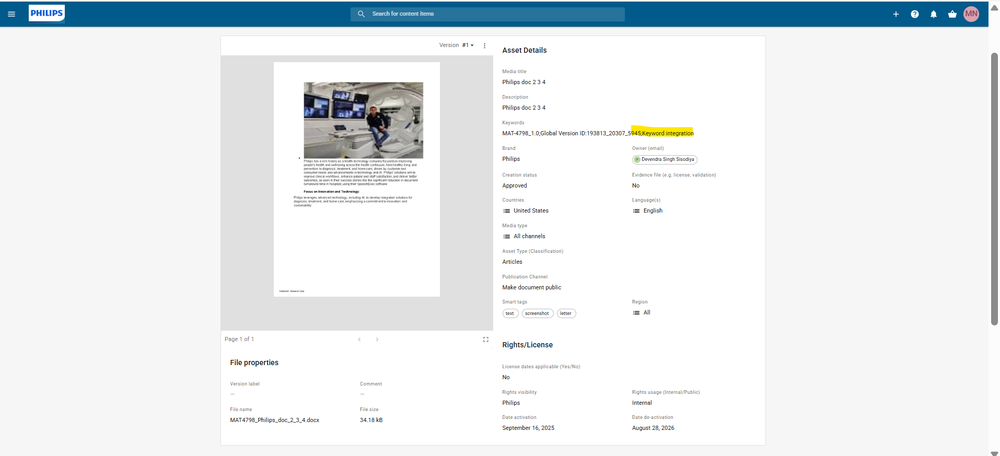 PHILIPS
Search for content items
MN
Version #1
Philips has a rich history as a health technology company focused on improving
people's health and well-being across the health continuum, from healthy living and
prevention to diagnosis, treatment, and home care, driven by customer and
consumer needs and advancements in technology and AI. Philips' solutions aim to
improve clinical workflows, enhance patient and staff satisfaction, and deliver better
outcomes, as seen in their success stories like the significant reduction in document
turnaround time in hospitals using their SpeechExec software
Focus on Innovation and Technology:
Philips leverages advanced technology, including AI, to develop integrated solutions for
diagnosis, treatment, and home care, emphasizing a commitment to innovation and
sustainability
Internal - General Use
Page 1 of 1
File properties
Version label
Comment
—
—
File name
File size
MAT4798_Philips_doc_2_3_4.docx
34.18 kB
Asset Details
Media title
Philips doc 2 3 4
Description
Philips doc 2 3 4
Keywords
MAT-4798_1.0;Global Version ID:193813_20307_5945;Keyword integration
Brand
Owner (email)
Philips
P Devendra Singh Sisodiya
Creation status
Evidence file (e.g. license, validation)
Approved
No
Countries
Language(s)
United States
English
Media type
All channels
Asset Type (Classification)
Articles
Publication Channel
Make document public
Smart tags
Region
text screenshot letter
All
Rights/License
License dates applicable (Yes/No)
No
Rights visibility
Rights usage (Internal/Public)
Philips
Internal
Date activation
Date de-activation
September 16, 2025
August 28, 2026